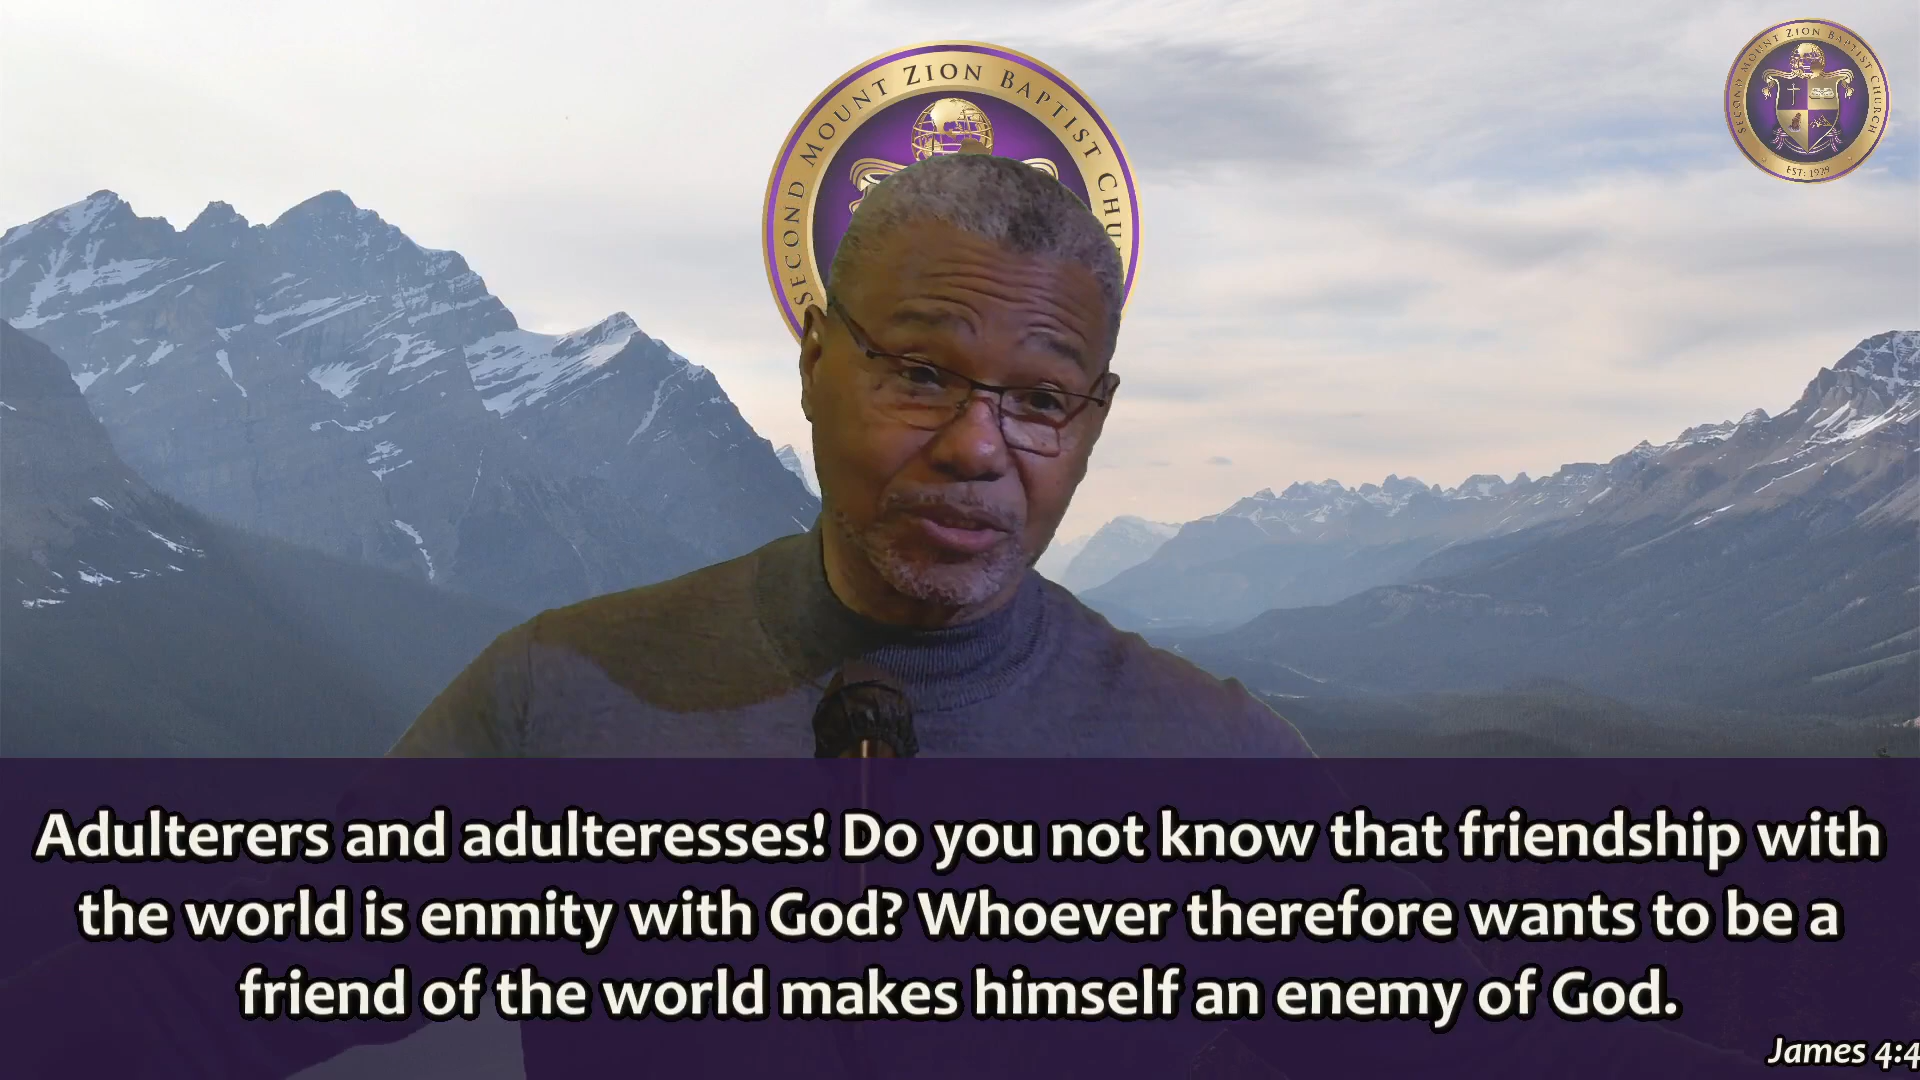 SECOND MOUNT ZION BAPTIST CHU
SECOND MOUNT ZION BAPTIST CHURCH
EST: 1929
Adulterers and adulteresses! Do you not know that friendship with
the world is enmity with God? Whoever therefore wants to be a
friend of the world makes himself an enemy of God.
James 4:4